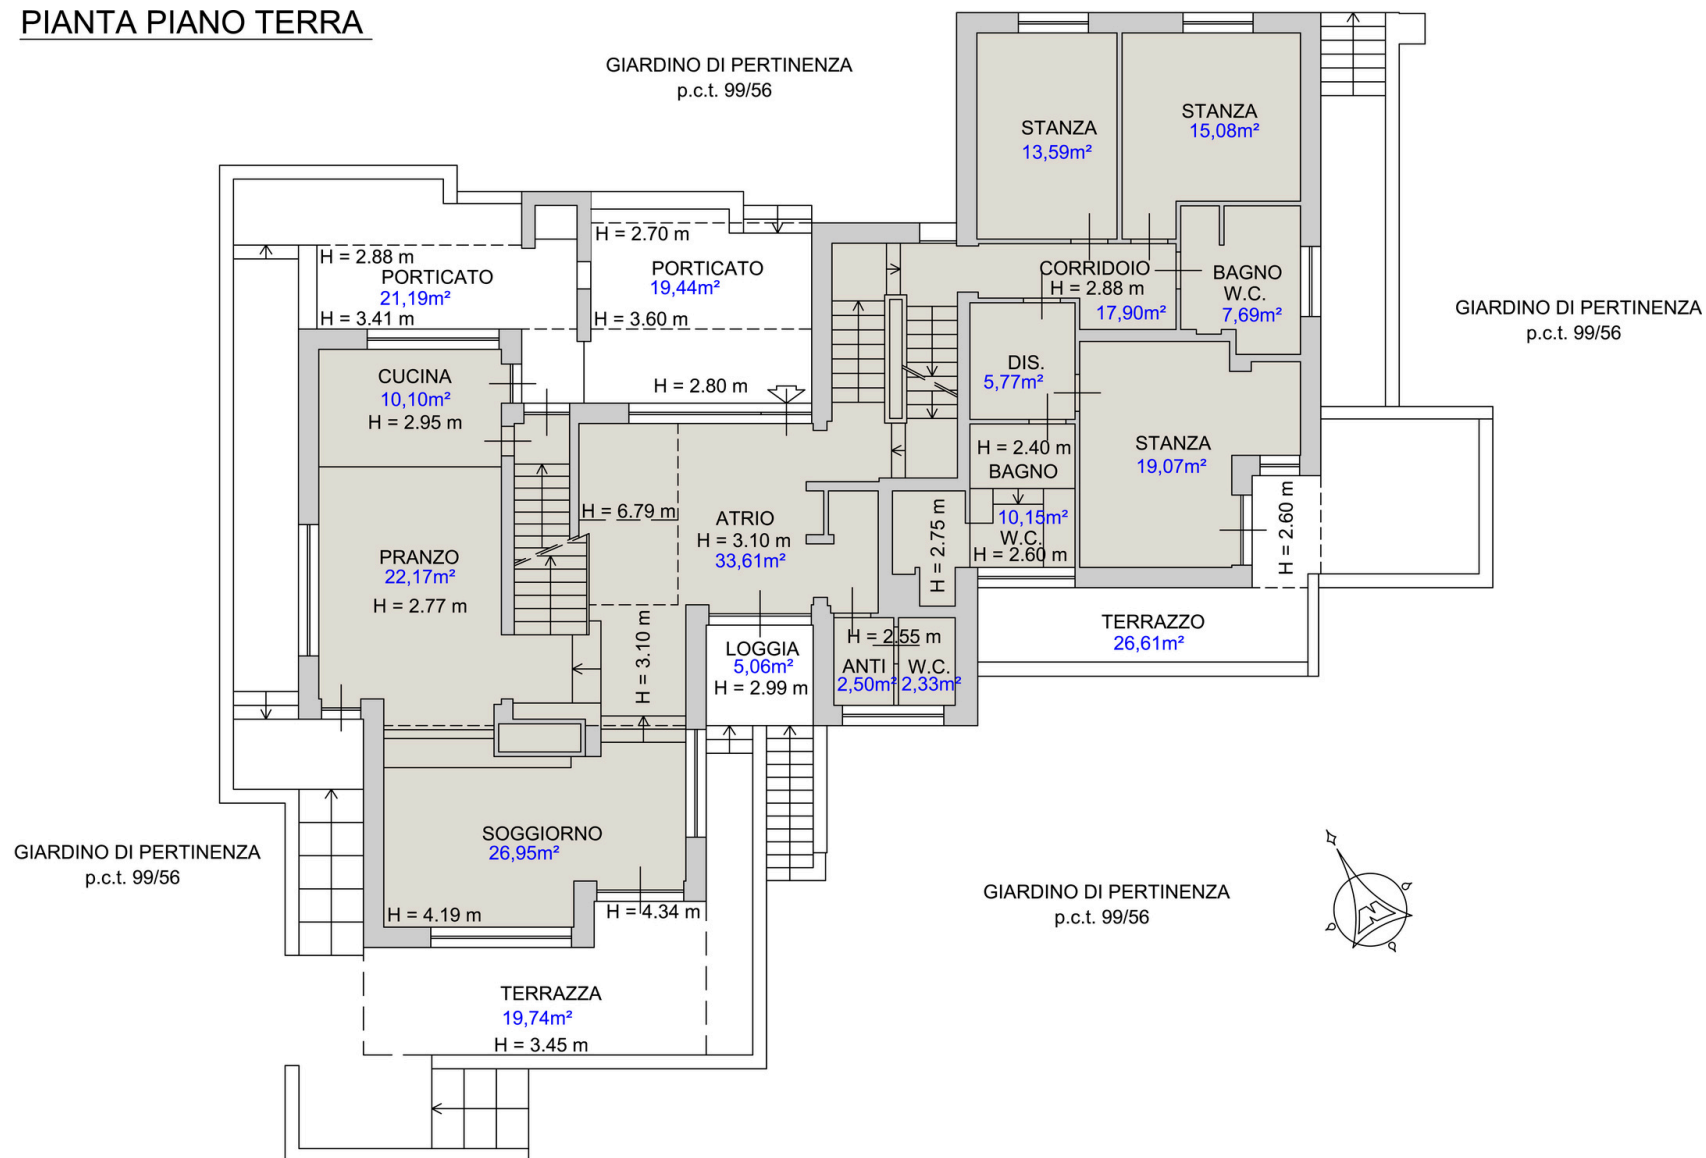 PIANTA PIANO TERRA
GIARDINO DI PERTINENZA
p.c.t. 99/56
STANZA
13,59m²
STANZA
15,08m²
H = 2.88 m
PORTICATO
21,19m²
H = 3.41 m
H = 2.70 m
PORTICATO
19,44m²
H = 3.60 m
H = 2.80 m
CORRIDOIO
H = 2.88 m
17,90m²
BAGNO
W.C.
7,69m²
GIARDINO DI PERTINENZA
p.c.t. 99/56
CUCINA
10,10m²
H = 2.95 m
DIS.
5,77m²
H = 2.40 m
BAGNO
10,15m²
W.C.
H = 2.60 m
H = 2.75 m
STANZA
19,07m²
H = 2.60 m
H = 6.79 m
ATRIO
H = 3.10 m
33,61m²
PRANZO
22,17m²
H = 2.77 m
H = 3.10 m
LOGGIA
5,06m²
H = 2.99 m
H = 2.55 m
ANTI
2,50m²
W.C.
2,33m²
TERRAZZO
26,61m²
SOGGIORNO
26,95m²
H = 4.19 m
H = 4.34 m
GIARDINO DI PERTINENZA
p.c.t. 99/56
GIARDINO DI PERTINENZA
p.c.t. 99/56
N
TERRAZZA
19,74m²
H = 3.45 m